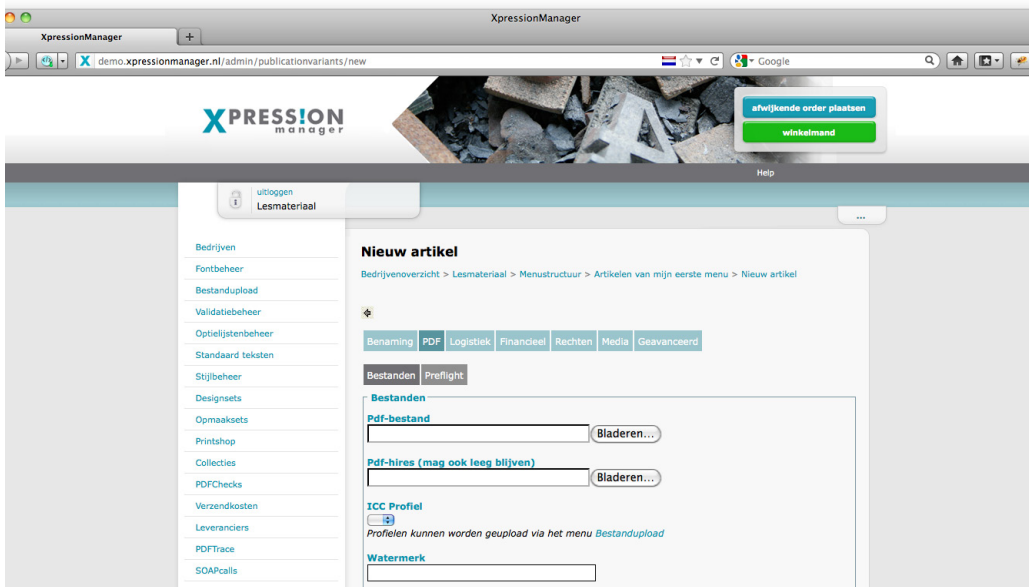 XpressionManager
XpressionManager
demo.xpressionmanager.nl/admin/publicationvariants/new
Google
XPRESS!ON
manager
afwijkende order plaatsen
winkelmand
Help
uitloggen
Lesmateriaal
...
Bedrijven
Fontbeheer
Bestandupload
Validatiebeheer
Optielijstenbeheer
Standaard teksten
Stijlbeheer
Designsets
Opmaaksets
Printshop
Collecties
PDFChecks
Verzendkosten
Leveranciers
PDFTrace
SOAPcalls
Nieuw artikel
Bedrijvenoverzicht > Lesmateriaal > Menustructuur > Artikelen van mijn eerste menu > Nieuw artikel
Benaming PDF Logistiek Financieel Rechten Media Geavanceerd
Bestanden Preflight
Bestanden
Pdf-bestand
Bladeren...
Pdf-hires (mag ook leeg blijven)
Bladeren...
ICC Profiel
Profielen kunnen worden geupload via het menu Bestandupload
Watermerk